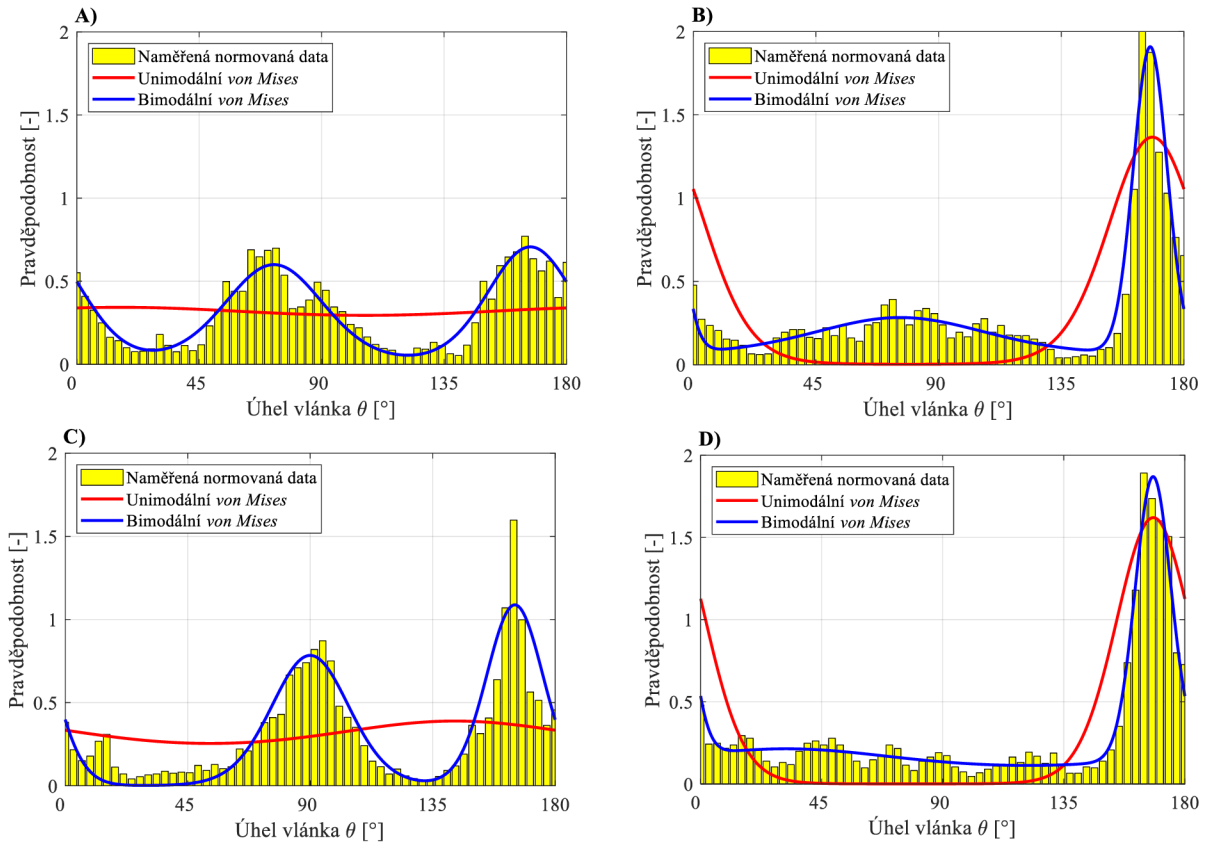 A)
2
1.5
1
0.5
0
Pravděpodobnost [-]
Naměřená normovaná data
Unimodální von Mises
Bimodální von Mises
0 45 90 135 180
Úhel vlánka θ [°]
B)
2
1.5
1
0.5
0
Pravděpodobnost [-]
Naměřená normovaná data
Unimodální von Mises
Bimodální von Mises
0 45 90 135 180
Úhel vlánka θ [°]
C)
2
1.5
1
0.5
0
Pravděpodobnost [-]
Naměřená normovaná data
Unimodální von Mises
Bimodální von Mises
0 45 90 135 180
Úhel vlánka θ [°]
D)
2
1.5
1
0.5
0
Pravděpodobnost [-]
Naměřená normovaná data
Unimodální von Mises
Bimodální von Mises
0 45 90 135 180
Úhel vlánka θ [°]